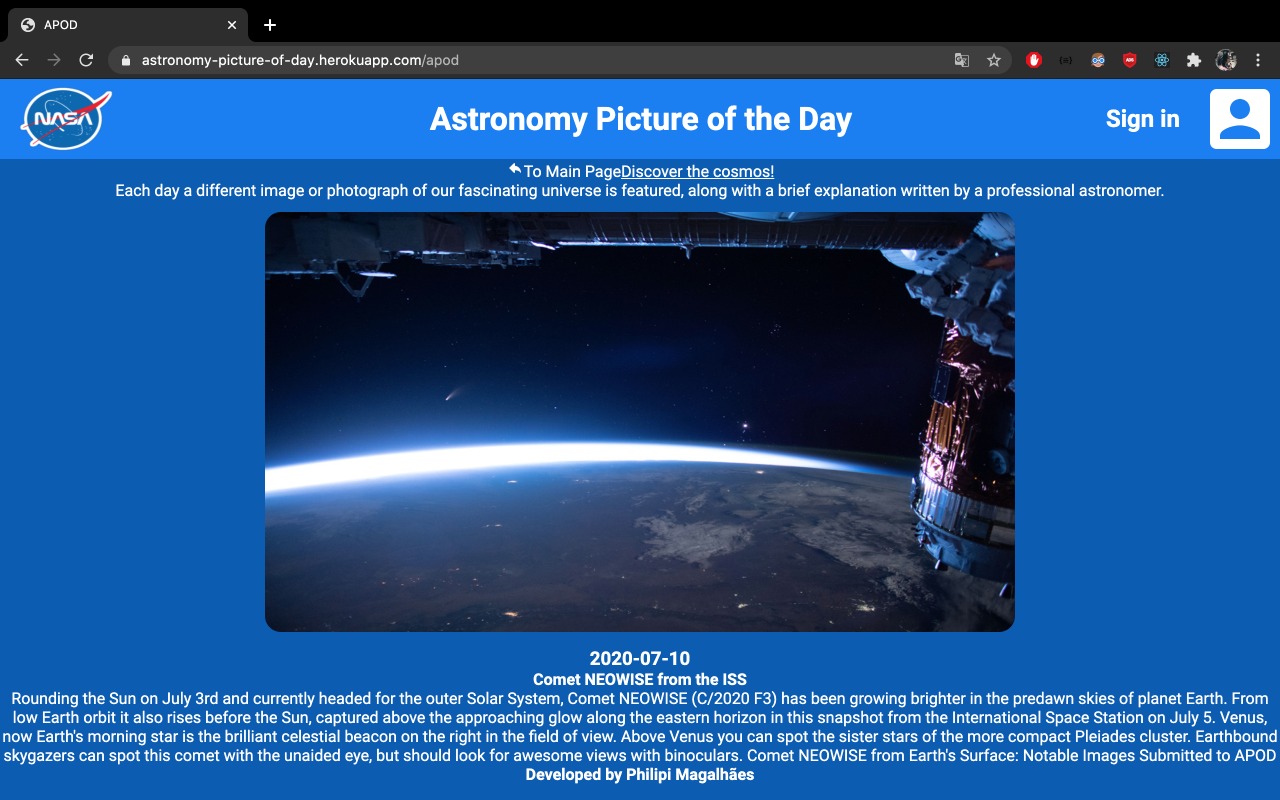 APOD
astronomy-picture-of-day.herokuapp.com/apod
NASA
Astronomy Picture of the Day
Sign in
To Main PageDiscover the cosmos!
Each day a different image or photograph of our fascinating universe is featured, along with a brief explanation written by a professional astronomer.
2020-07-10
Comet NEOWISE from the ISS
Rounding the Sun on July 3rd and currently headed for the outer Solar System, Comet NEOWISE (C/2020 F3) has been growing brighter in the predawn skies of planet Earth. From
low Earth orbit it also rises before the Sun, captured above the approaching glow along the eastern horizon in this snapshot from the International Space Station on July 5. Venus,
now Earth's morning star is the brilliant celestial beacon on the right in the field of view. Above Venus you can spot the sister stars of the more compact Pleiades cluster. Earthbound
skygazers can spot this comet with the unaided eye, but should look for awesome views with binoculars. Comet NEOWISE from Earth's Surface: Notable Images Submitted to APOD
Developed by Philipi Magalhães